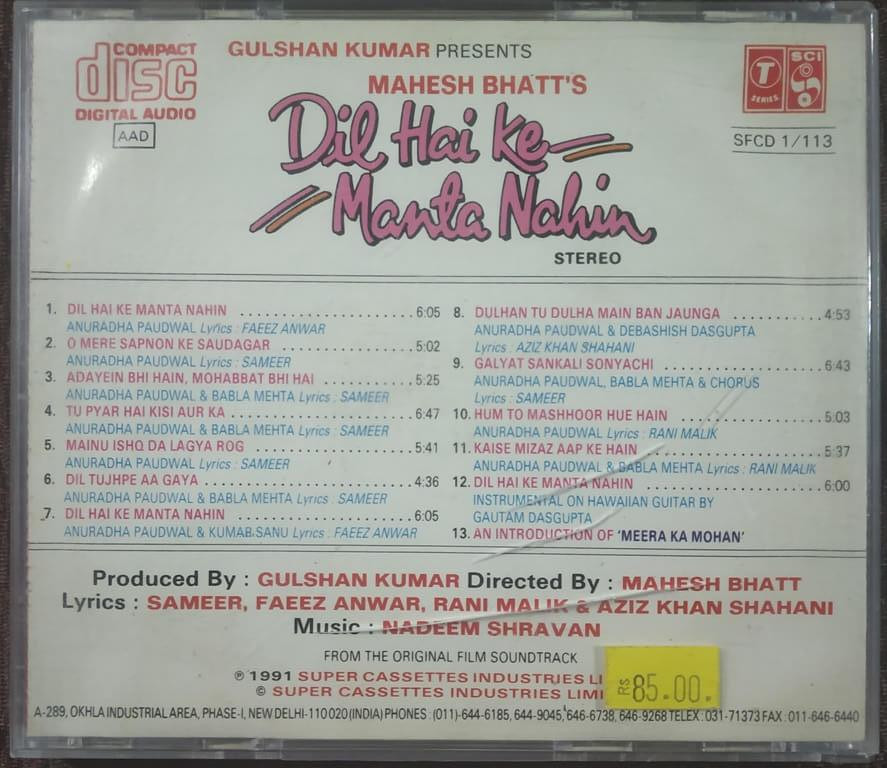 COMPACT
disc
DIGITAL AUDIO
AAD
GULSHAN KUMAR PRESENTS
MAHESH BHATT'S
Dil Hai Ke
Manta Nahin
STEREO
T
SERIES
SCI
SFCD 1/113
1. DIL HAI KE MANTA NAHIN ........................ 6:05
ANURADHA PAUDWAL Lyrics : FAEEZ ANWAR
2. O MERE SAPNON KE SAUDAGAR .................. 5:02
ANURADHA PAUDWAL Lyrics : SAMEER
3. ADAYEIN BHI HAIN, MOHABBAT BHI HAI ............ 5:25
ANURADHA PAUDWAL & BABLA MEHTA Lyrics : SAMEER
4. TU PYAR HAI KISI AUR KA ........................ 6:47
ANURADHA PAUDWAL & BABLA MEHTA Lyrics : SAMEER
5. MAINU ISHQ DA LAGYA ROG ...................... 5:41
ANURADHA PAUDWAL Lyrics : SAMEER
6. DIL TUJHPE AA GAYA ............................ 4:36
ANURADHA PAUDWAL & BABLA MEHTA Lyrics : SAMEER
7. DIL HAI KE MANTA NAHIN ........................ 6:05
ANURADHA PAUDWAL & KUMAR SANU Lyrics : FAEEZ ANWAR
8. DULHAN TU DULHA MAIN BAN JAUNGA ............ 4:53
ANURADHA PAUDWAL & DEBASHISH DASGUPTA
Lyrics : AZIZ KHAN SHAHANI
9. GALYAT SANKALI SONYACHI ...................... 6:43
ANURADHA PAUDWAL, BABLA MEHTA & CHORUS
Lyrics : SAMEER
10. HUM TO MASHHOOR HUE HAIN .................. 5:03
ANURADHA PAUDWAL Lyrics : RANI MALIK
11. KAISE MIZAZ AAP KE HAIN ...................... 5:37
ANURADHA PAUDWAL & BABLA MEHTA Lyrics : RANI MALIK
12. DIL HAI KE MANTA NAHIN ...................... 6:00
INSTRUMENTAL ON HAWAIIAN GUITAR BY
GAUTAM DASGUPTA
13. AN INTRODUCTION OF 'MEERA KA MOHAN'
Produced By : GULSHAN KUMAR Directed By : MAHESH BHATT
Lyrics : SAMEER, FAEEZ ANWAR, RANI MALIK & AZIZ KHAN SHAHANI
Music : NADEEM SHRAVAN
FROM THE ORIGINAL FILM SOUNDTRACK
℗ 1991 SUPER CASSETTES INDUSTRIES LI
© SUPER CASSETTES INDUSTRIES LIMI
Rs 85.00.
A-289, OKHLA INDUSTRIAL AREA, PHASE-I, NEW DELHI-110 020 (INDIA) PHONES : (011)-644-6185, 644-9045, 646-6738, 646-9268 TELEX : 031-71373 FAX : 011-646-6440